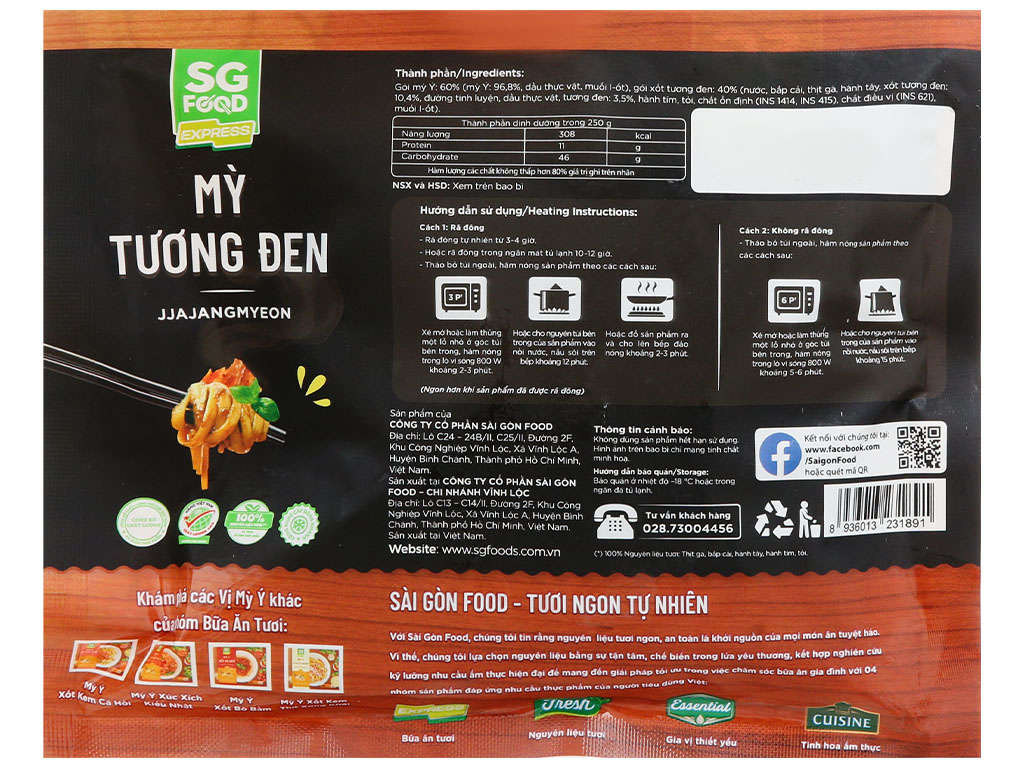 SG
FOOD
EXPRESS
MỲ
TƯƠNG ĐEN
JJAJANGMYEON
Thành phần/Ingredients:
Gói mỳ Ý: 60% (mỳ Ý: 96,8%, dầu thực vật, muối I-ốt), gói xốt tương đen: 40% (nước, bắp cải, thịt gà, hành tây, xốt tương đen:
10,4%, đường tinh luyện, dầu thực vật, tương đen: 3,5%, hành tím, tỏi, chất ổn định (INS 1414, INS 415), chất điều vị (INS 621),
muối I-ốt).
Thành phần dinh dưỡng trong 250 g
Năng lượng 308 kcal
Protein 11 g
Carbohydrate 46 g
Hàm lượng các chất không thấp hơn 80% giá trị ghi trên nhãn
NSX và HSD: Xem trên bao bì
Hướng dẫn sử dụng/Heating Instructions:
Cách 1: Rã đông
- Rã đông tự nhiên từ 3-4 giờ.
- Hoặc rã đông trong ngăn mát tủ lạnh 10-12 giờ.
- Tháo bỏ túi ngoài, hâm nóng sản phẩm theo các cách sau:
3 P'
Xé mở hoặc làm thủng
một lỗ nhỏ ở góc túi
bên trong, hâm nóng
trong lò vi sóng 800 W
khoảng 2-3 phút.
Hoặc cho nguyên túi bên
trong của sản phẩm vào
nồi nước, nấu sôi trên
bếp khoảng 12 phút.
Hoặc đổ sản phẩm ra
và cho lên bếp đảo
nóng khoảng 2-3 phút.
(Ngon hơn khi sản phẩm đã được rã đông)
Cách 2: Không rã đông
- Tháo bỏ túi ngoài, hâm nóng sản phẩm theo
các cách sau:
6 P'
Xé mở hoặc làm thủng
một lỗ nhỏ ở góc túi
bên trong, hâm nóng
trong lò vi sóng 800 W
khoảng 5-6 phút.
Hoặc cho nguyên túi bên
trong của sản phẩm vào
nồi nước, nấu sôi trên bếp
khoảng 15 phút.
Sản phẩm của
CÔNG TY CỔ PHẦN SÀI GÒN FOOD
Địa chỉ: Lô C24 - 24B/II, C25/II, Đường 2F,
Khu Công Nghiệp Vĩnh Lộc, Xã Vĩnh Lộc A,
Huyện Bình Chánh, Thành phố Hồ Chí Minh,
Việt Nam.
Sản xuất tại CÔNG TY CỔ PHẦN SÀI GÒN
FOOD – CHI NHÁNH VĨNH LỘC
Địa chỉ: Lô C13 – C14/II, Đường 2F, Khu Công
Nghiệp Vĩnh Lộc, Xã Vĩnh Lộc A, Huyện Bình
Chánh, Thành phố Hồ Chí Minh, Việt Nam.
Sản xuất tại Việt Nam.
Website: www.sgfoods.com.vn
Thông tin cảnh báo:
Không dùng sản phẩm hết hạn sử dụng.
Hình ảnh trên bao bì chỉ mang tính chất
minh họa.
Hướng dẫn bảo quản/Storage:
Bảo quản ở nhiệt độ -18 °C hoặc trong
ngăn đá tủ lạnh.
Tư vấn khách hàng
028.73004456
Kết nối với chúng tôi tại:
www.facebook.com
/SaigonFood
hoặc quét mã QR
8 936013 231891
(*) 100% Nguyên liệu tươi: Thịt gà, bắp cải, hành tây, hành tím, tỏi.
CÔNG BỐ
CHẤT LƯỢNG
100%
Khám phá các Vị Mỳ Ý khác
của nhóm Bữa Ăn Tươi:
Mỳ Ý
Xốt Kem Cá Hồi
Mỳ Ý Xúc Xích
Kiểu Nhật
Mỳ Ý
Xốt Bò Bằm
Mỳ Ý Xốt Kem
SÀI GÒN FOOD - TƯƠI NGON TỰ NHIÊN
Với Sài Gòn Food, chúng tôi tin rằng nguyên liệu tươi ngon, an toàn là khởi nguồn của mọi món ăn tuyệt hảo.
Vì thế, chúng tôi lựa chọn nguyên liệu bằng sự tận tâm, chế biến trong lửa yêu thương, kết hợp nghiên cứu
kỹ lưỡng nhu cầu ẩm thực hiện đại để mang đến giải pháp tối ưu trong việc chăm sóc bữa ăn gia đình với 04
nhóm sản phẩm đáp ứng nhu cầu thực phẩm của người tiêu dùng Việt:
EXPRESS
Bữa ăn tươi
Fresh
Nguyên liệu tươi
Essential
Gia vị thiết yếu
CUISINE
Tinh hoa ẩm thực